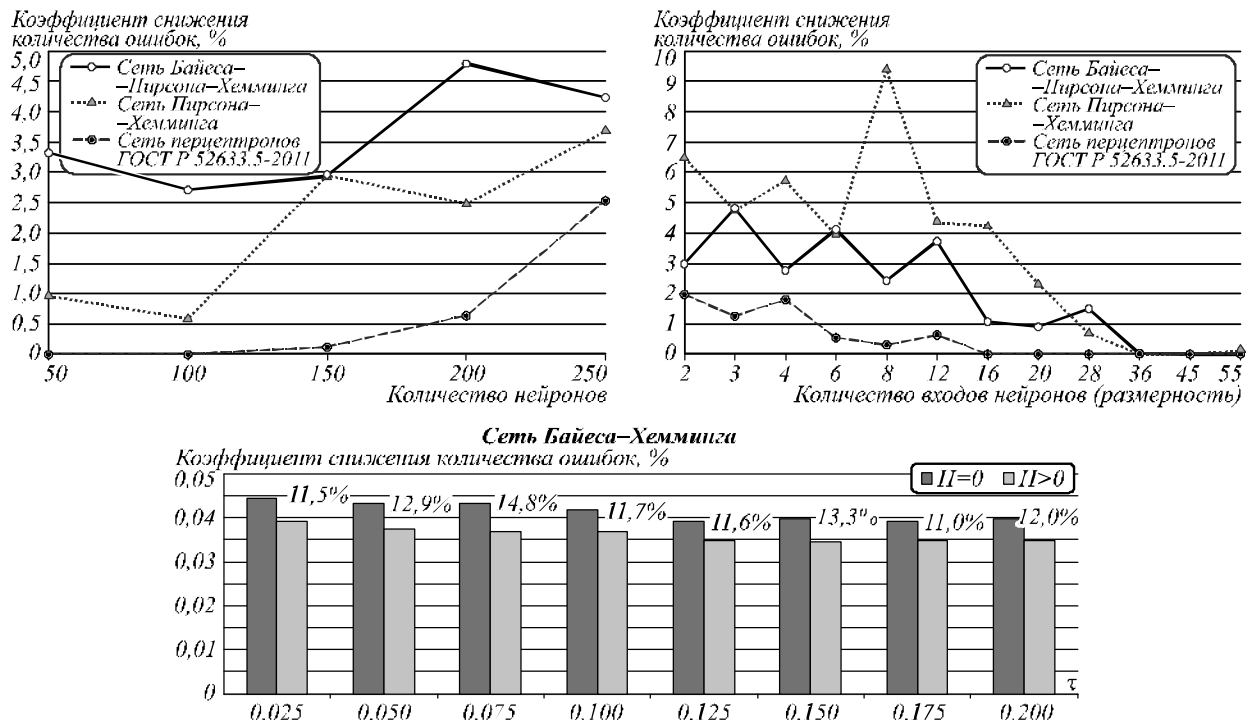 Коэффициент снижения
количества ошибок, %
5,0
4,5
4,0
3,5
3,0
2,5
2,0
1,5
1,0
0,5
0
Сеть Байеса–
–Пирсона–Хемминга
Сеть Пирсона–
–Хемминга
Сеть перцептронов
ГОСТ Р 52633.5-2011
50 100 150 200 250
Количество нейронов
Коэффициент снижения
количества ошибок, %
10
9
8
7
6
5
4
3
2
1
0
Сеть Байеса–
–Пирсона–Хемминга
Сеть Пирсона–
–Хемминга
Сеть перцептронов
ГОСТ Р 52633.5-2011
2 3 4 6 8 12 16 20 28 36 45 55
Количество входов нейронов (размерность)
Сеть Байеса–Хемминга
Коэффициент снижения количества ошибок, %
0,05
0,04
0,03
0,02
0,01
0
II=0 II>0
11,5% 12,9% 14,8% 11,7% 11,6% 13,3% 11,0% 12,0%
τ
0,025 0,050 0,075 0,100 0,125 0,150 0,175 0,200